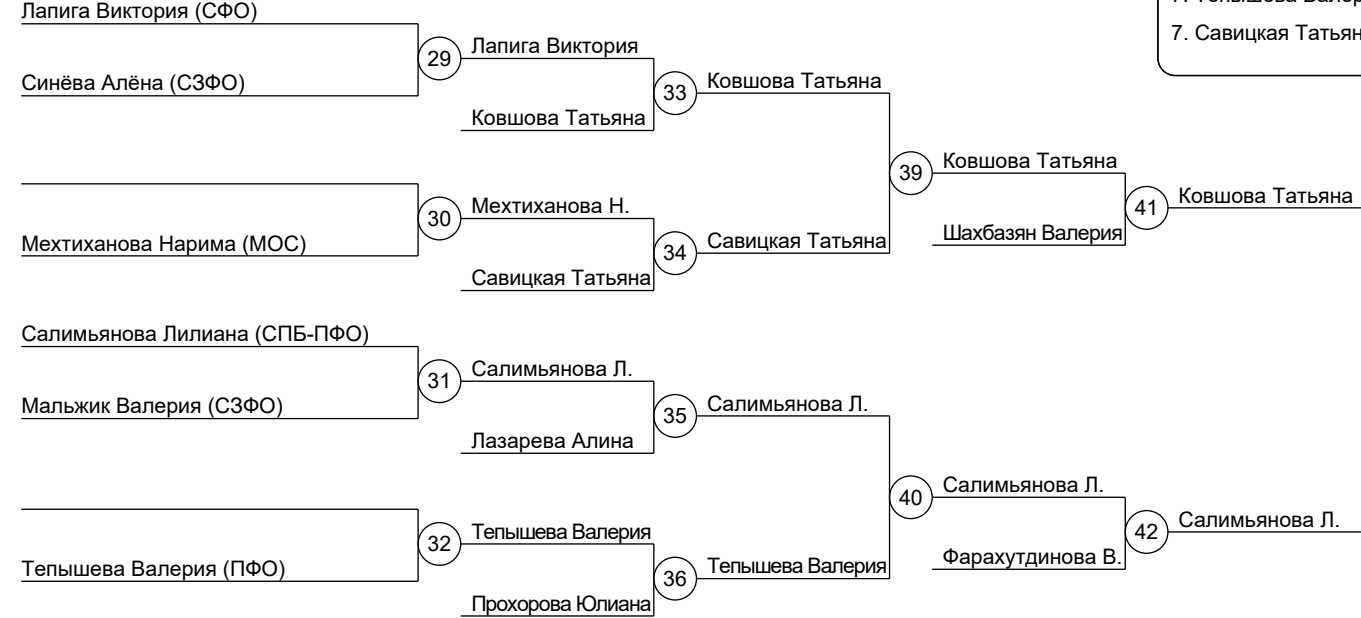 7. Савицкая Татьян
Лапига Виктория (СФО)
29
Лапига Виктория
Синёва Алёна (СЗФО)
33
Ковшова Татьяна
Ковшова Татьяна
39
Ковшова Татьяна
30
Мехтиханова Н.
41
Ковшова Татьяна
Мехтиханова Нарима (МОС)
34
Савицкая Татьяна
Шахбазян Валерия
Савицкая Татьяна
Салимьянова Лилиана (СПБ-ПФО)
31
Салимьянова Л.
Мальжик Валерия (СЗФО)
35
Салимьянова Л.
Лазарева Алина
40
Салимьянова Л.
32
Тепышева Валерия
42
Салимьянова Л.
Тепышева Валерия (ПФО)
36
Тепышева Валерия
Фарахутдинова В.
Прохорова Юлиана